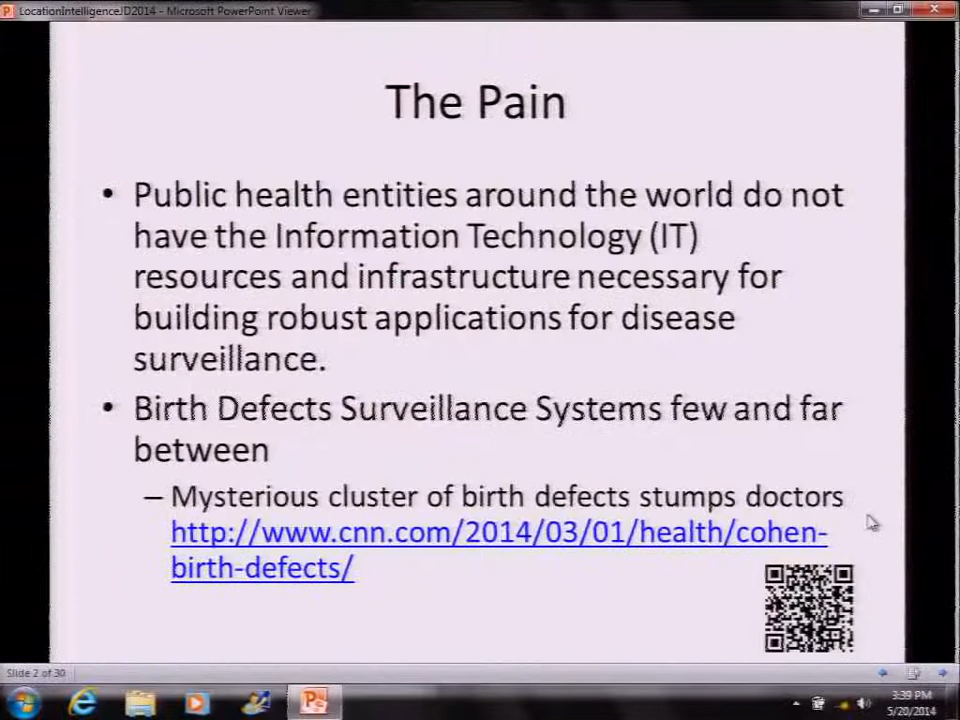 LocationIntelligenceJD2014 - Microsoft PowerPoint Viewer
The Pain
• Public health entities around the world do not
have the Information Technology (IT)
resources and infrastructure necessary for
building robust applications for disease
surveillance.
• Birth Defects Surveillance Systems few and far
between
– Mysterious cluster of birth defects stumps doctors
http://www.cnn.com/2014/03/01/health/cohen-
birth-defects/
Slide 2 of 30
3:39 PM
5/20/2014